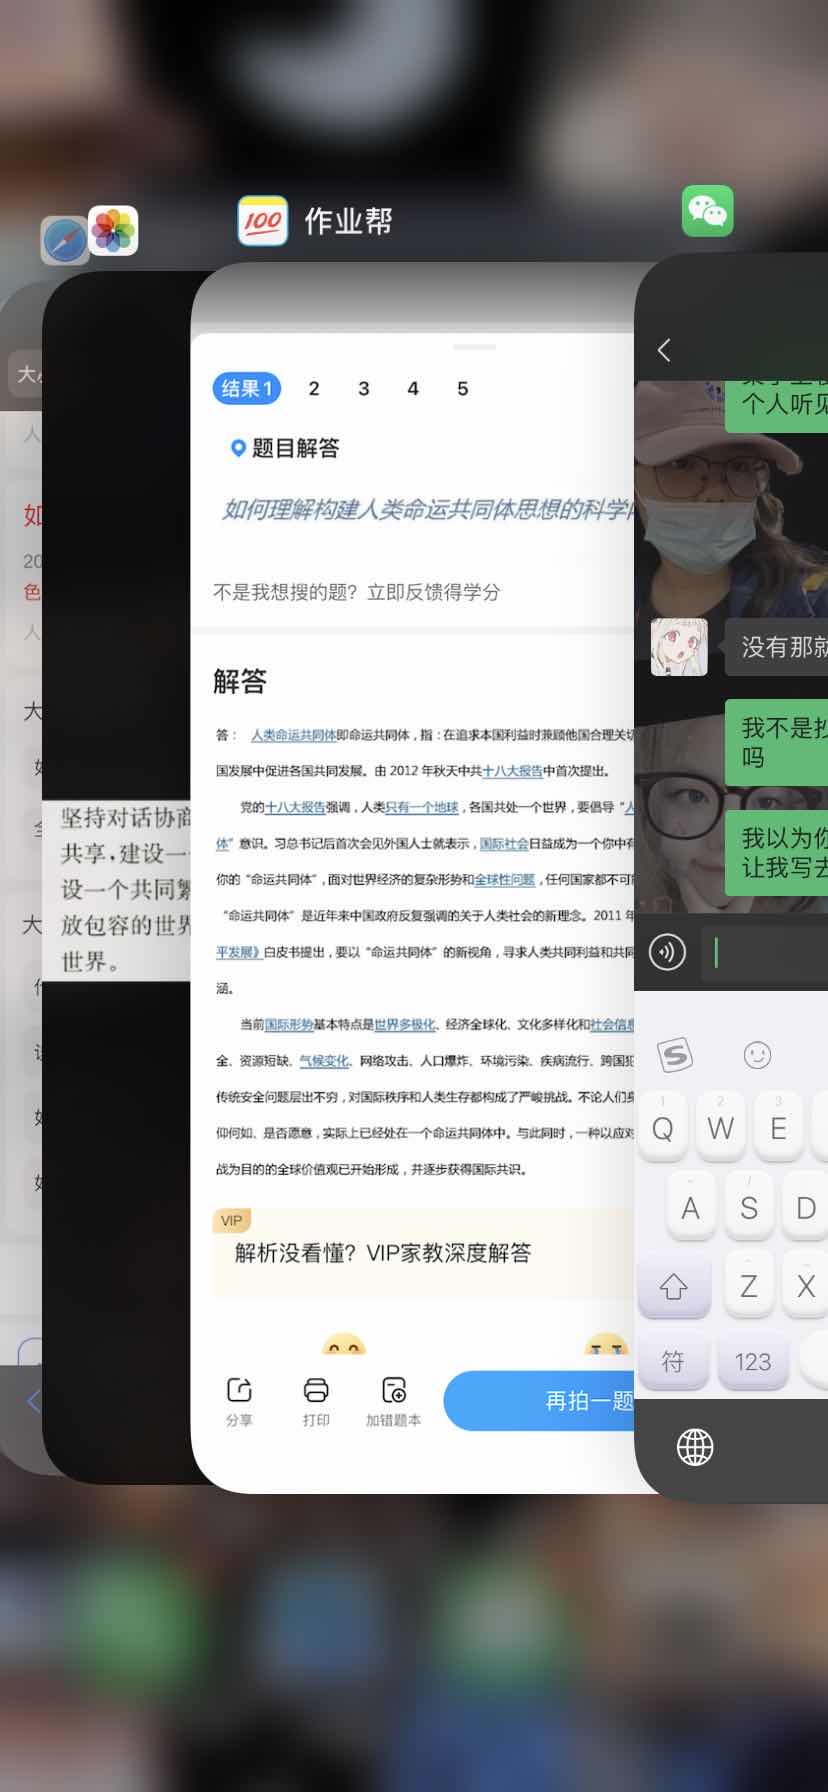 作业帮
大
人
如
20
色
人
大
大
坚持对话协商
共享,建设一
设一个共同繁
放包容的世界
世界。
结果1 2 3 4 5
题目解答
如何理解构建人类命运共同体思想的科学
不是我想搜的题？立即反馈得学分
解答
答： 人类命运共同体即命运共同体，指：在追求本国利益时兼顾他国合理关切
国发展中促进各国共同发展。由 2012 年秋天中共十八大报告中首次提出。
党的十八大报告强调，人类只有一个地球，各国共处一个世界，要倡导“人
体”意识。习总书记后首次会见外国人士就表示，国际社会日益成为一个你中有
你的“命运共同体”，面对世界经济的复杂形势和全球性问题，任何国家都不可
“命运共同体”是近年来中国政府反复强调的关于人类社会的新理念。2011 年
平发展》白皮书提出，要以“命运共同体”的新视角，寻求人类共同利益和共同
涵。
当前国际形势基本特点是世界多极化、经济全球化、文化多样化和社会信息
全、资源短缺、气候变化、网络攻击、人口爆炸、环境污染、疾病流行、跨国犯
传统安全问题层出不穷，对国际秩序和人类生存都构成了严峻挑战。不论人们身
仰何如、是否愿意，实际上已经处在一个命运共同体中。与此同时，一种以应对
战为目的的全球价值观已开始形成，并逐步获得国际共识。
VIP
解析没看懂？VIP家教深度解答
分享 打印 加错题本
再拍一题
个人听见
没有那就
我不是抄
吗
我以为你
让我写去
1 2 3
Q W E
A S D
Z X
符 123